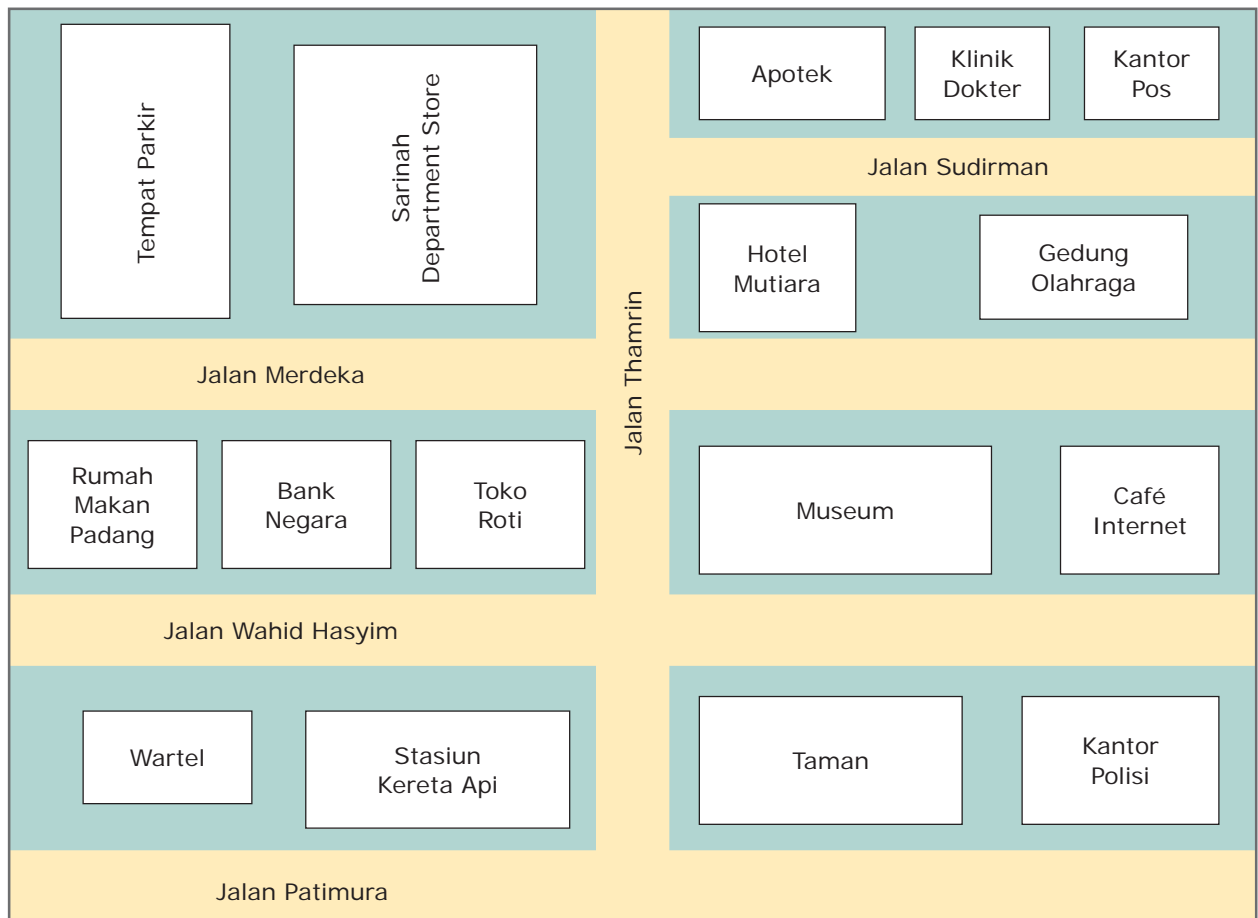 Tempat Parkir
Sarinah
Department Store
Apotek
Klinik
Dokter
Kantor
Pos
Jalan Sudirman
Hotel
Mutiara
Gedung
Olahraga
Jalan Thamrin
Jalan Merdeka
Rumah
Makan
Padang
Bank
Negara
Toko
Roti
Museum
Café
Internet
Jalan Wahid Hasyim
Wartel
Stasiun
Kereta Api
Taman
Kantor
Polisi
Jalan Patimura